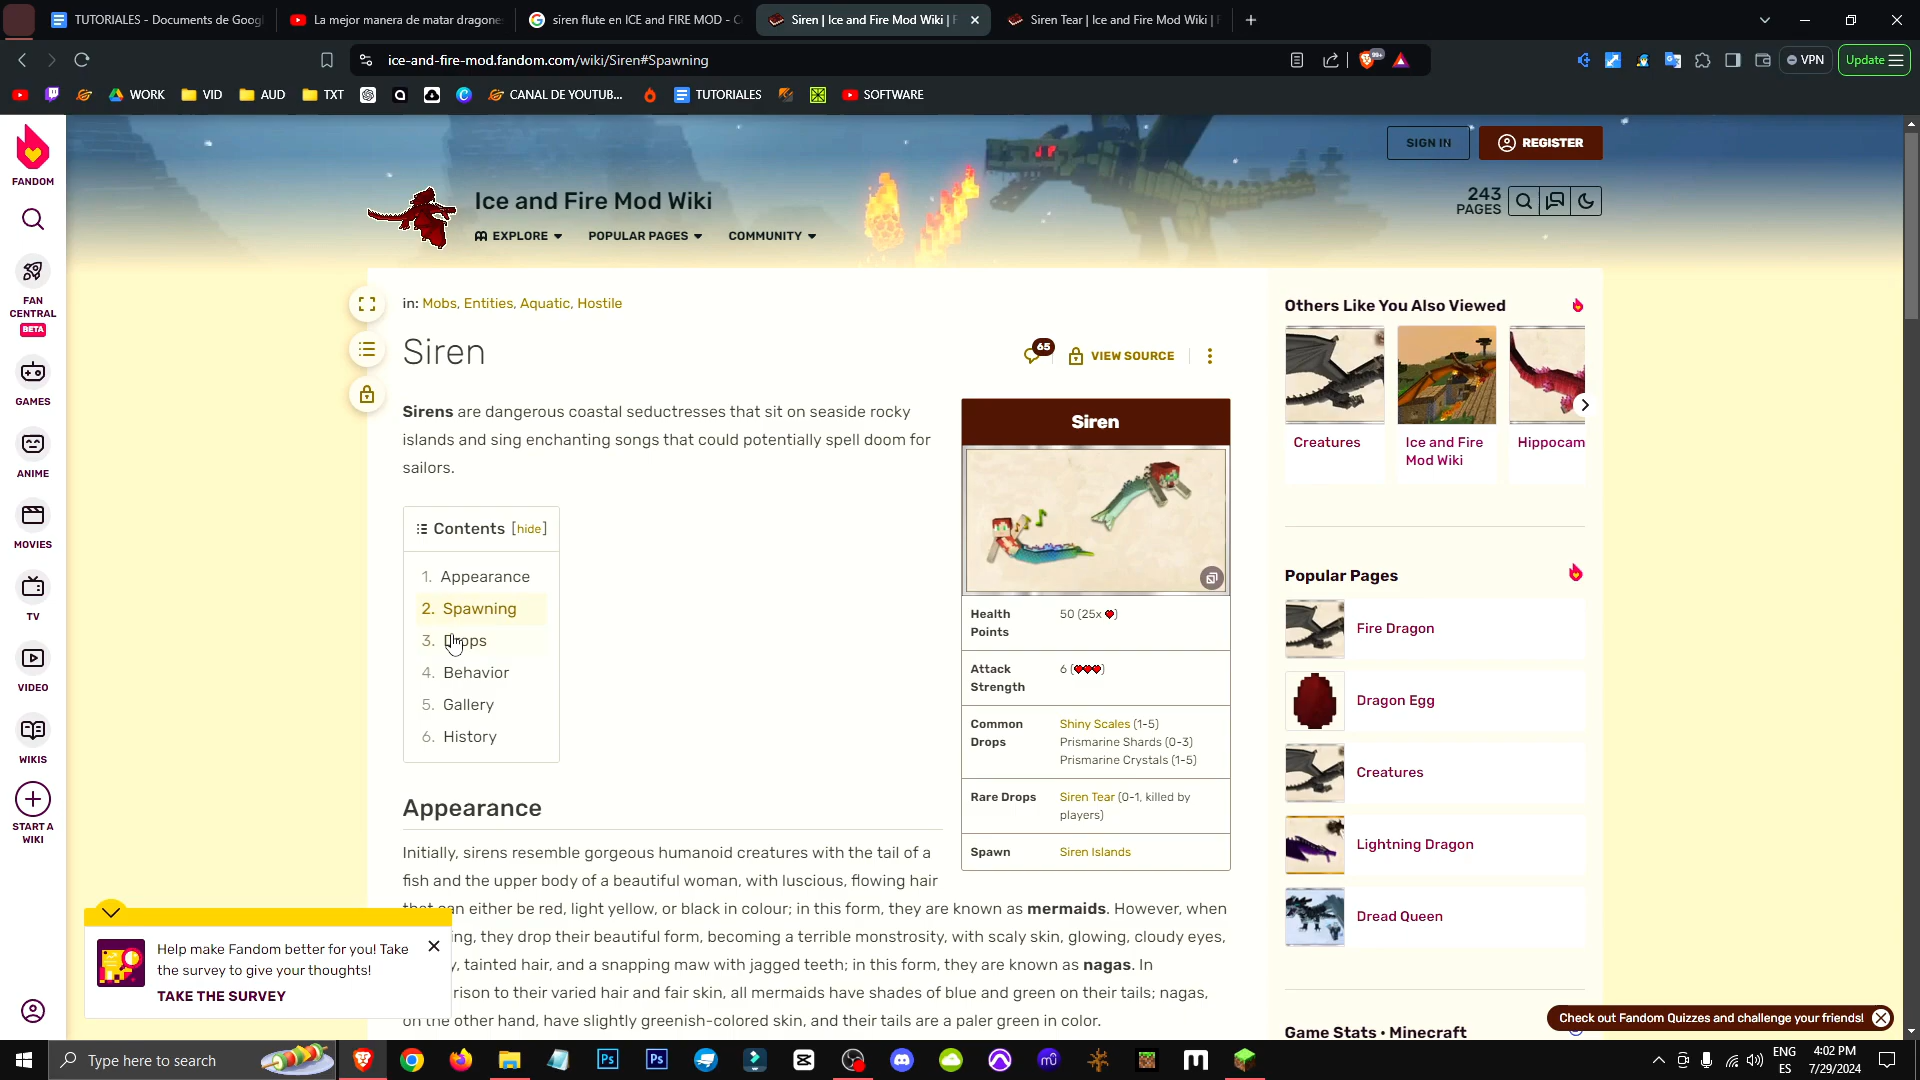 TUTORIALES - Documents de Goog
La mejor manera de matar dragone
siren flute en ICE and FIRE MOD - C
Siren | Ice and Fire Mod Wiki | F
Siren Tear | Ice and Fire Mod Wiki |
ice-and-fire-mod.fandom.com/wiki/Siren#Spawning
99+
VPN
Update
WORK
VID
AUD
TXT
CANAL DE YOUTUB...
TUTORIALES
SOFTWARE
FANDOM
FAN
CENTRAL
BETA
GAMES
ANIME
MOVIES
TV
VIDEO
WIKIS
START A
WIKI
SIGN IN
REGISTER
Ice and Fire Mod Wiki
EXPLORE
POPULAR PAGES
COMMUNITY
243
PAGES
in: Mobs, Entities, Aquatic, Hostile
Siren
65
VIEW SOURCE
Sirens are dangerous coastal seductresses that sit on seaside rocky
islands and sing enchanting songs that could potentially spell doom for
sailors.
Contents [hide]
1. Appearance
2. Spawning
3. Drops
4. Behavior
5. Gallery
6. History
Siren
Health
Points
50 (25x )
Attack
Strength
6 ( )
Common
Drops
Shiny Scales (1-5)
Prismarine Shards (0-3)
Prismarine Crystals (1-5)
Rare Drops
Siren Tear (0-1, killed by
players)
Spawn
Siren Islands
Appearance
Initially, sirens resemble gorgeous humanoid creatures with the tail of a
fish and the upper body of a beautiful woman, with luscious, flowing hair
that can either be red, light yellow, or black in colour; in this form, they are known as mermaids. However, when
ing, they drop their beautiful form, becoming a terrible monstrosity, with scaly skin, glowing, cloudy eyes,
y, tainted hair, and a snapping maw with jagged teeth; in this form, they are known as nagas. In
rison to their varied hair and fair skin, all mermaids have shades of blue and green on their tails; nagas,
on the other hand, have slightly greenish-colored skin, and their tails are a paler green in color.
Others Like You Also Viewed
Creatures
Ice and Fire
Mod Wiki
Hippocam
Popular Pages
Fire Dragon
Dragon Egg
Creatures
Lightning Dragon
Dread Queen
Game Stats • Minecraft
Help make Fandom better for you! Take
the survey to give your thoughts!
TAKE THE SURVEY
Check out Fandom Quizzes and challenge your friends!
Type here to search
ENG
ES
4:02 PM
7/29/2024